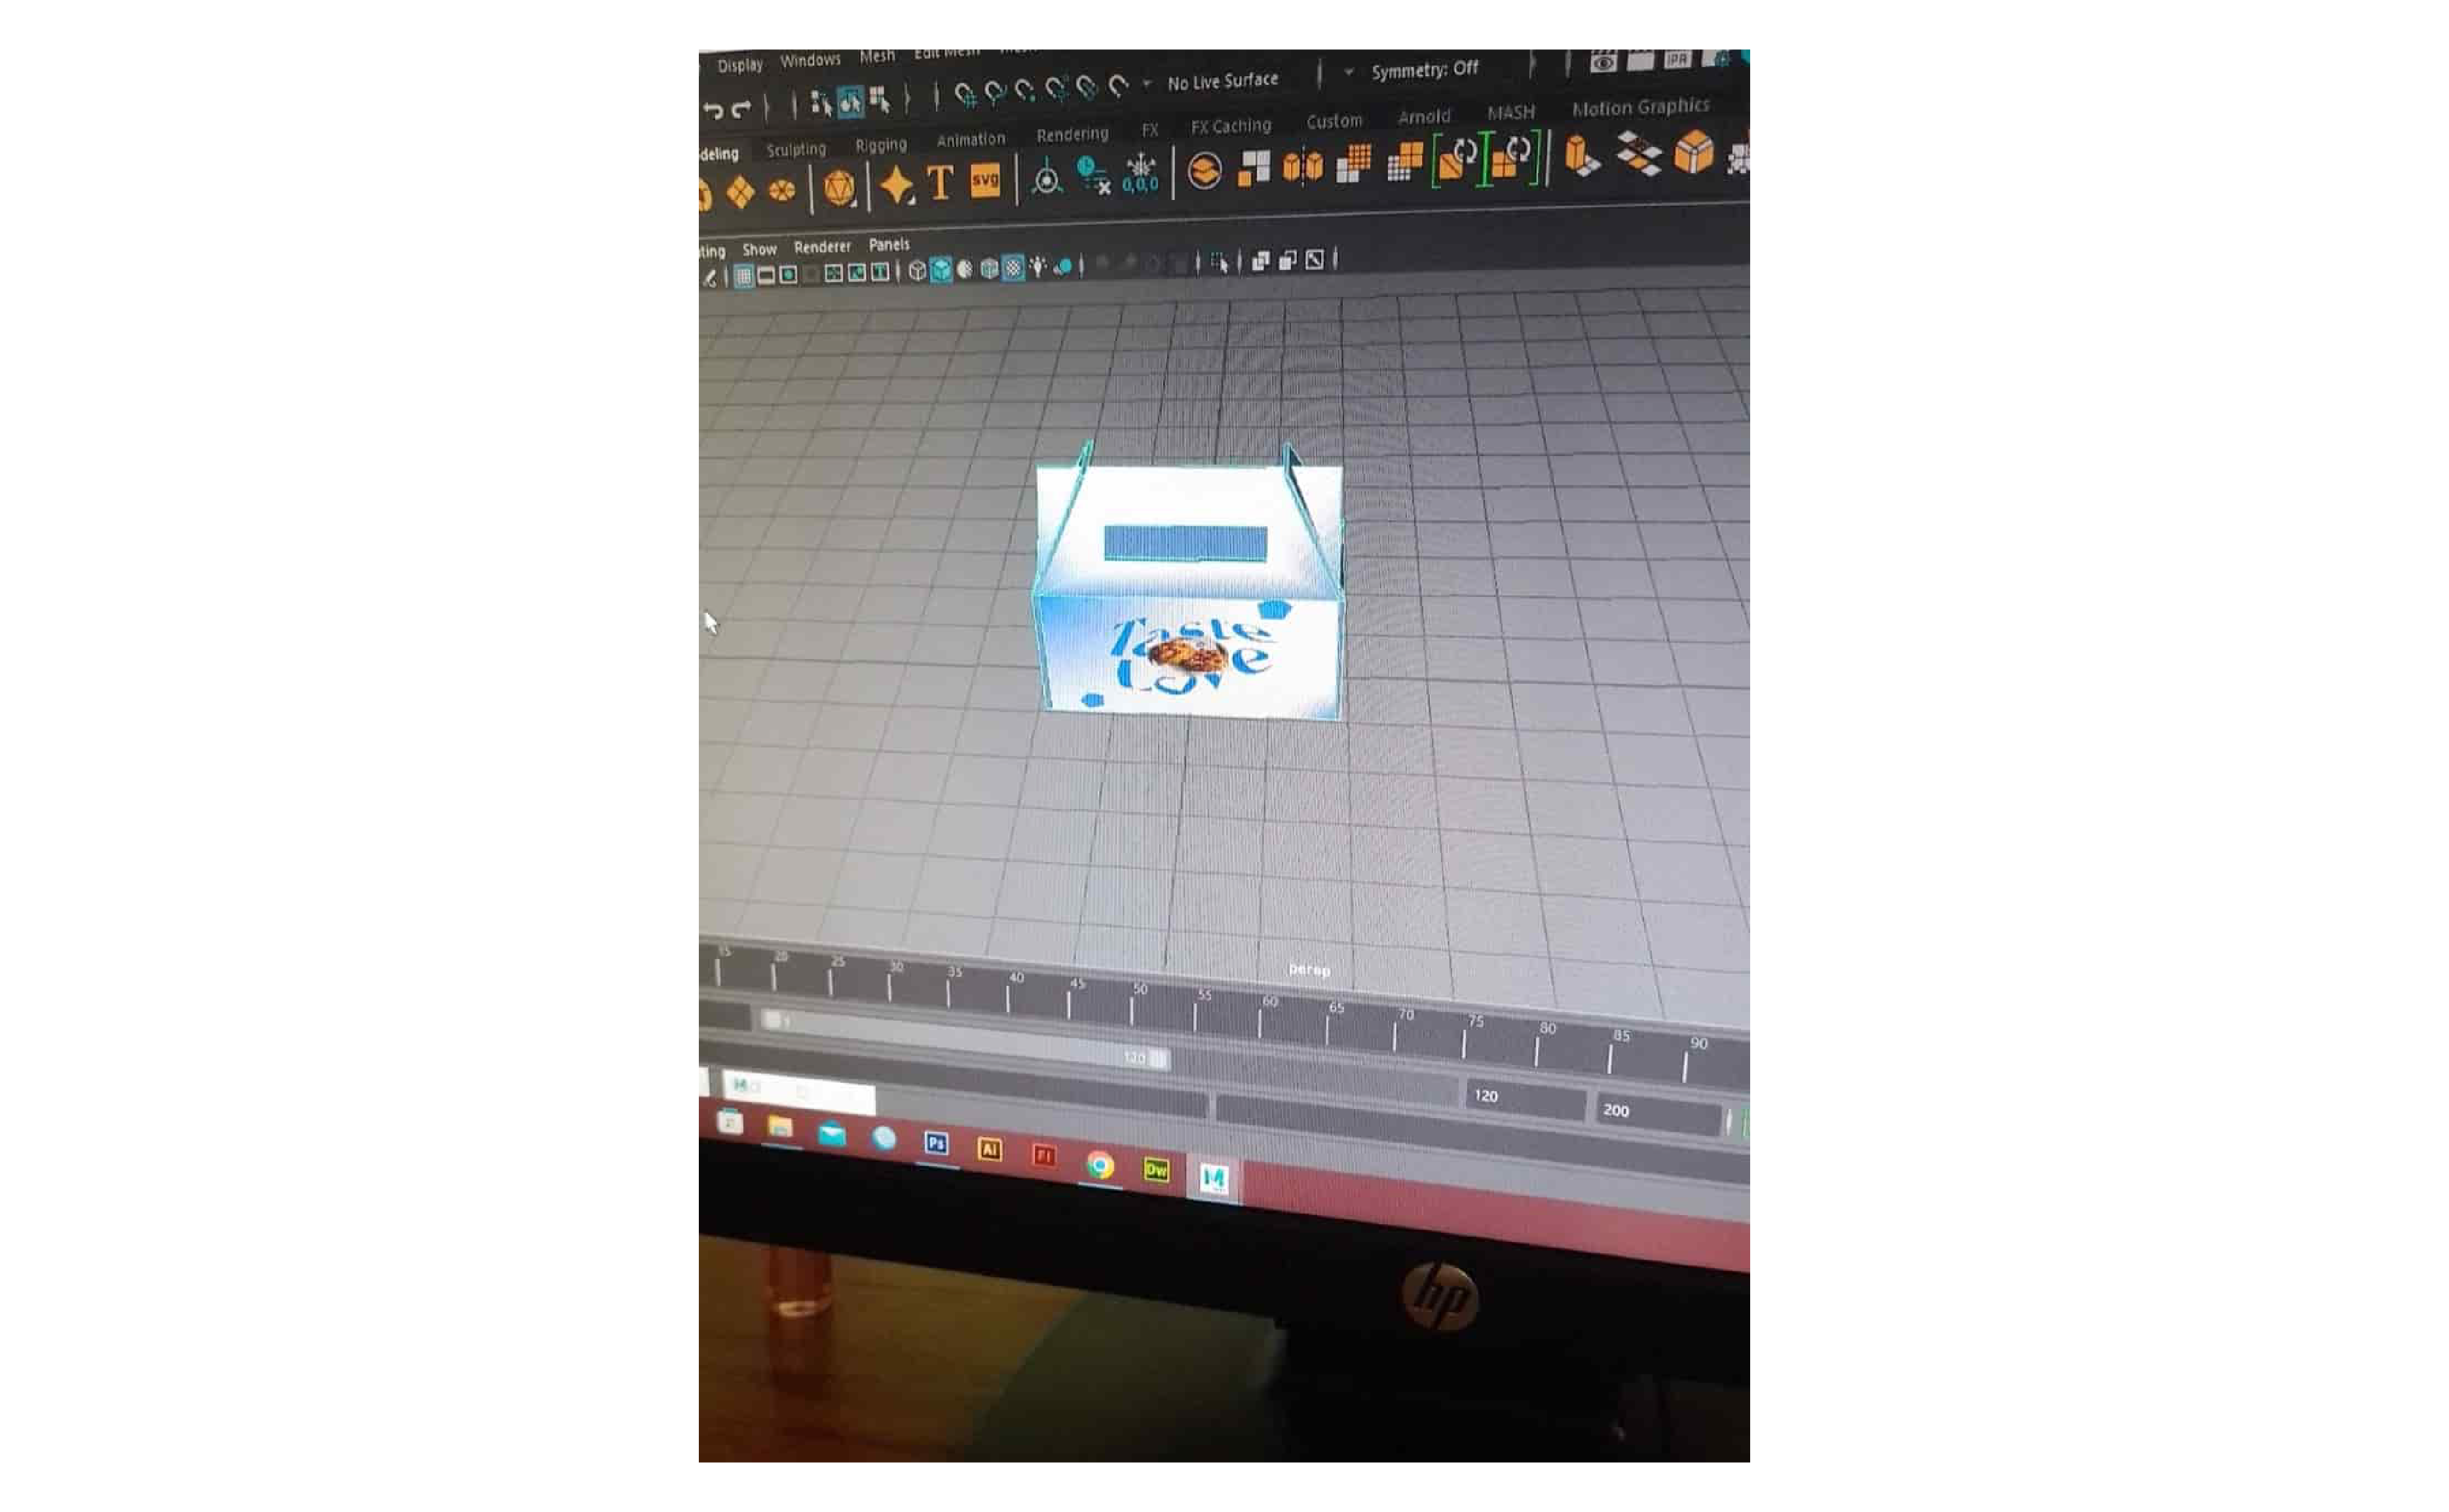 Display Windows Mesh Edit Mesh
No Live Surface Symmetry: Off IPR
deling Sculpting Rigging Animation Rendering FX FX Caching Custom Arnold MASH Motion Graphics
T svg 0,0,0
ting Show Renderer Panels
Taste
Love
persp
15 20 25 30 35 40 45 50 55 60 65 70 75 80 85 90
1
120
120 200
M
Ps Ai Fl Dw M
hp